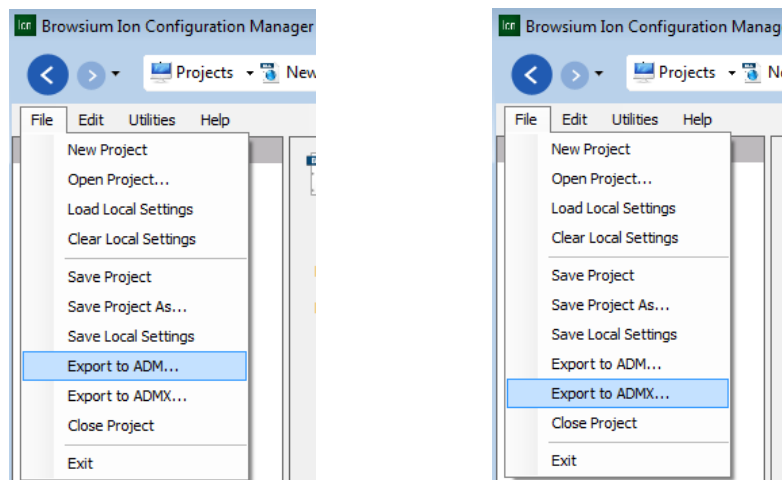 Ion Browsium Ion Configuration Manager
Projects New
File Edit Utilities Help
New Project
Open Project...
Load Local Settings
Clear Local Settings
Save Project
Save Project As...
Save Local Settings
Export to ADM...
Export to ADMX...
Close Project
Exit
Ion Browsium Ion Configuration Manag
Projects Ne
File Edit Utilities Help
New Project
Open Project...
Load Local Settings
Clear Local Settings
Save Project
Save Project As...
Save Local Settings
Export to ADM...
Export to ADMX...
Close Project
Exit